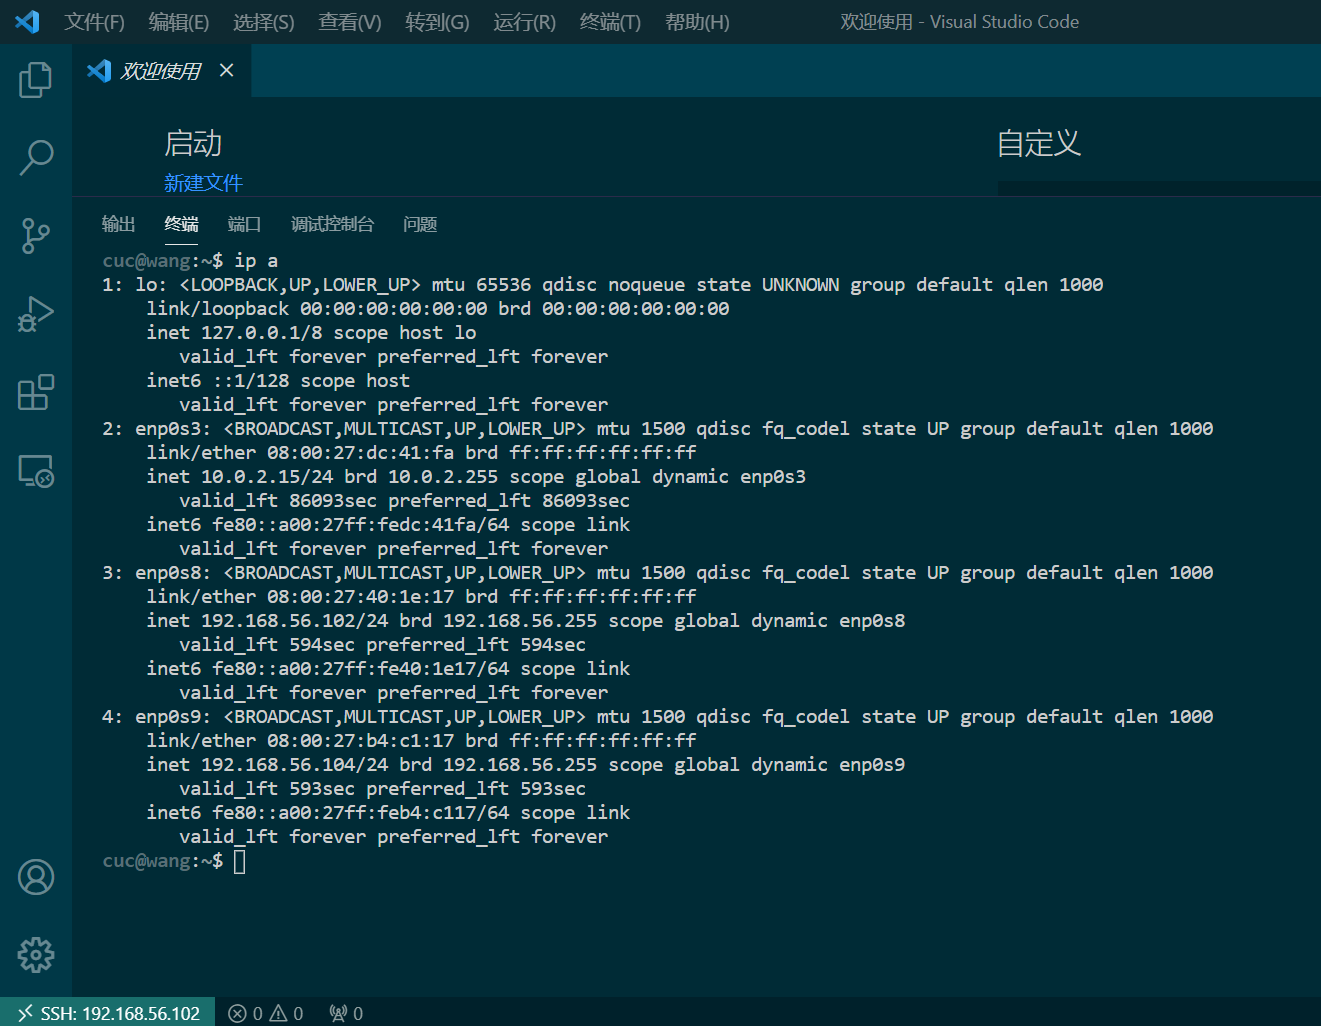 文件(F) 编辑(E) 选择(S) 查看(V) 转到(G) 运行(R) 终端(T) 帮助(H) 欢迎使用 - Visual Studio Code
欢迎使用
启动 自定义
新建文件
输出 终端 端口 调试控制台 问题
cuc@wang:~$ ip a
1: lo: <LOOPBACK,UP,LOWER_UP> mtu 65536 qdisc noqueue state UNKNOWN group default qlen 1000
    link/loopback 00:00:00:00:00:00 brd 00:00:00:00:00:00
    inet 127.0.0.1/8 scope host lo
       valid_lft forever preferred_lft forever
    inet6 ::1/128 scope host
       valid_lft forever preferred_lft forever
2: enp0s3: <BROADCAST,MULTICAST,UP,LOWER_UP> mtu 1500 qdisc fq_codel state UP group default qlen 1000
    link/ether 08:00:27:dc:41:fa brd ff:ff:ff:ff:ff:ff
    inet 10.0.2.15/24 brd 10.0.2.255 scope global dynamic enp0s3
       valid_lft 86093sec preferred_lft 86093sec
    inet6 fe80::a00:27ff:fedc:41fa/64 scope link
       valid_lft forever preferred_lft forever
3: enp0s8: <BROADCAST,MULTICAST,UP,LOWER_UP> mtu 1500 qdisc fq_codel state UP group default qlen 1000
    link/ether 08:00:27:40:1e:17 brd ff:ff:ff:ff:ff:ff
    inet 192.168.56.102/24 brd 192.168.56.255 scope global dynamic enp0s8
       valid_lft 594sec preferred_lft 594sec
    inet6 fe80::a00:27ff:fe40:1e17/64 scope link
       valid_lft forever preferred_lft forever
4: enp0s9: <BROADCAST,MULTICAST,UP,LOWER_UP> mtu 1500 qdisc fq_codel state UP group default qlen 1000
    link/ether 08:00:27:b4:c1:17 brd ff:ff:ff:ff:ff:ff
    inet 192.168.56.104/24 brd 192.168.56.255 scope global dynamic enp0s9
       valid_lft 593sec preferred_lft 593sec
    inet6 fe80::a00:27ff:feb4:c117/64 scope link
       valid_lft forever preferred_lft forever
cuc@wang:~$
SSH: 192.168.56.102 0 0 0